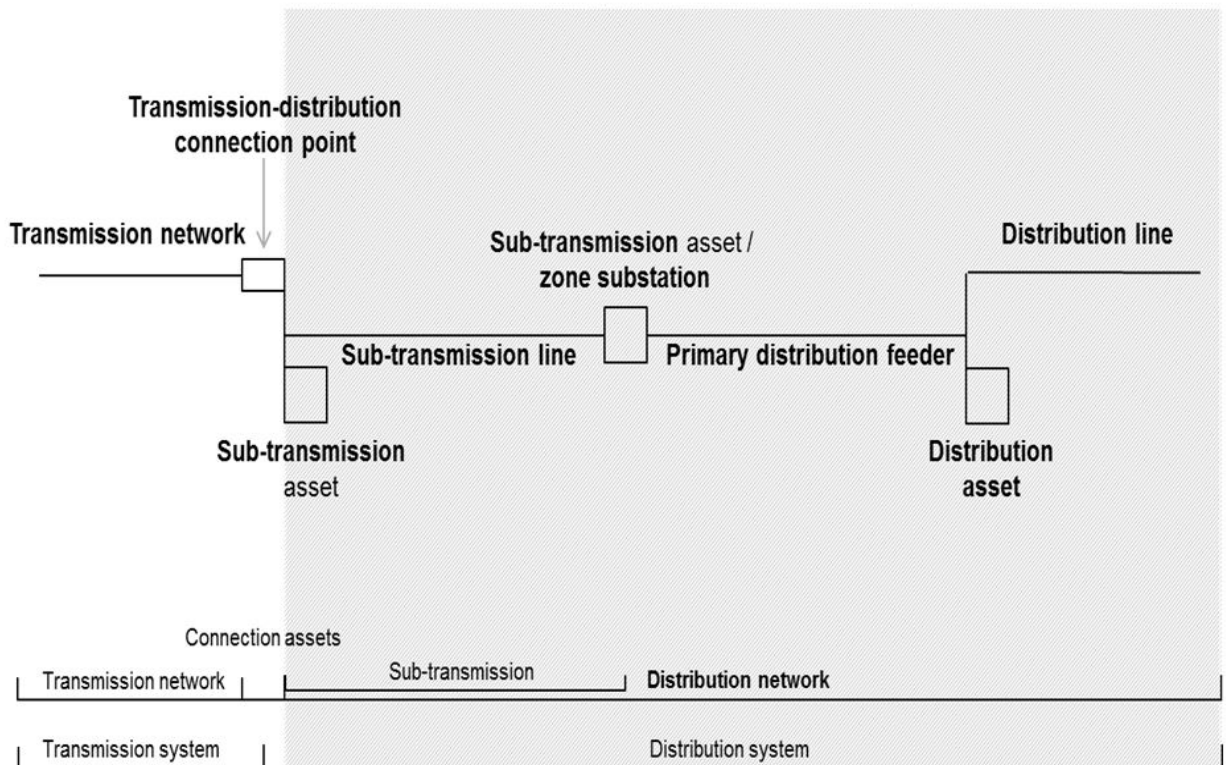 Transmission-distribution
connection point
Transmission network
Sub-transmission asset /
zone substation
Distribution line
Sub-transmission line
Primary distribution feeder
Sub-transmission
asset
Distribution
asset
Connection assets
Transmission network
Sub-transmission
Distribution network
Transmission system
Distribution system